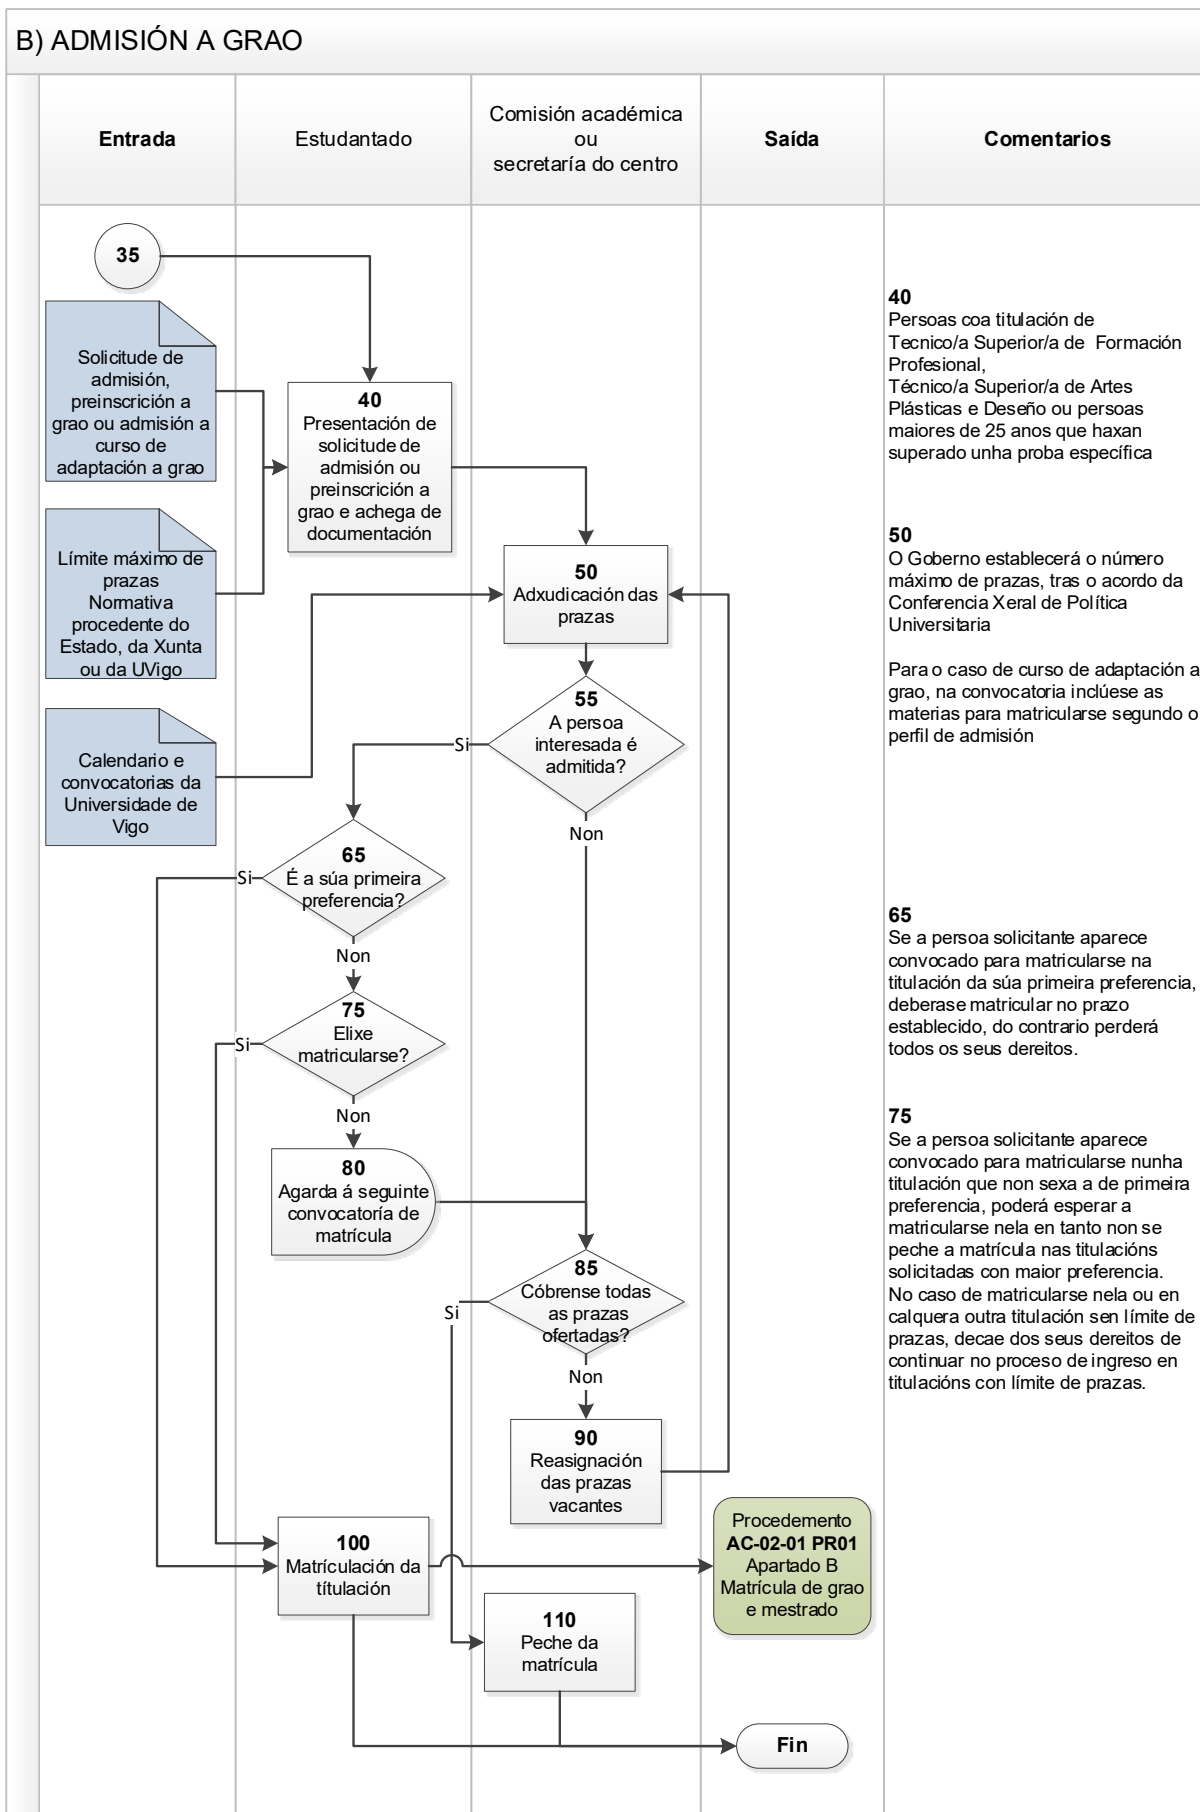 B) ADMISIÓN A GRAO
Entrada
Estudantado
Comisión académica
ou
secretaría do centro
Saída
Comentarios
35
Solicitude de
admisión,
preinscrición a
grao ou admisión a
curso de
adaptación a grao
Límite máximo de
prazas
Normativa
procedente do
Estado, da Xunta
ou da UVigo
Calendario e
convocatorias da
Universidade de
Vigo
40
Presentación de
solicitude de
admisión ou
preinscrición a
grao e achega de
documentación
50
Adxudicación das
prazas
55
A persoa
interesada é
admitida?
Si
Non
65
É a súa primeira
preferencia?
Si
Non
75
Elixe
matricularse?
Si
Non
80
Agarda á seguinte
convocatoría de
matrícula
85
Cóbrense todas
as prazas
ofertadas?
Si
Non
90
Reasignación
das prazas
vacantes
100
Matrículación da
títulación
Procedemento
AC-02-01 PR01
Apartado B
Matrícula de grao
e mestrado
110
Peche da
matrícula
Fin
40
Persoas coa titulación de
Tecnico/a Superior/a de Formación
Profesional,
Técnico/a Superior/a de Artes
Plásticas e Deseño ou persoas
maiores de 25 anos que haxan
superado unha proba específica
50
O Goberno establecerá o número
máximo de prazas, tras o acordo da
Conferencia Xeral de Política
Universitaria
Para o caso de curso de adaptación a
grao, na convocatoria inclúese as
materias para matricularse segundo o
perfil de admisión
65
Se a persoa solicitante aparece
convocado para matricularse na
titulación da súa primeira preferencia,
deberase matricular no prazo
establecido, do contrario perderá
todos os seus dereitos.
75
Se a persoa solicitante aparece
convocado para matricularse nunha
titulación que non sexa a de primeira
preferencia, poderá esperar a
matricularse nela en tanto non se
peche a matrícula nas titulacións
solicitadas con maior preferencia.
No caso de matricularse nela ou en
calquera outra titulación sen límite de
prazas, decae dos seus dereitos de
continuar no proceso de ingreso en
titulacións con límite de prazas.